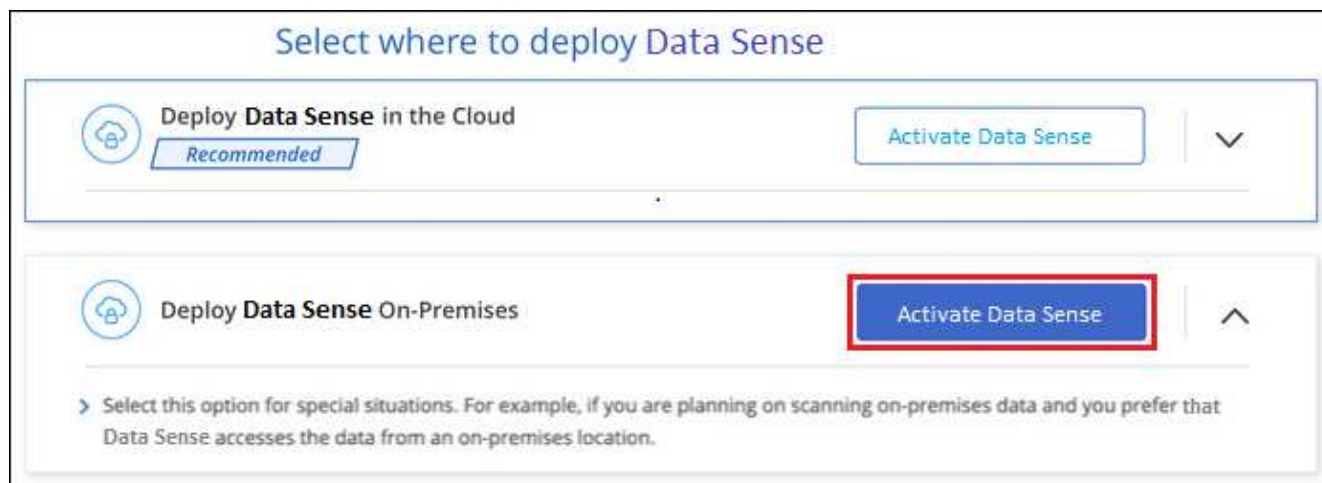 Select where to deploy Data Sense
Deploy Data Sense in the Cloud
Recommended
Activate Data Sense
Deploy Data Sense On-Premises
Activate Data Sense
Select this option for special situations. For example, if you are planning on scanning on-premises data and you prefer that
Data Sense accesses the data from an on-premises location.